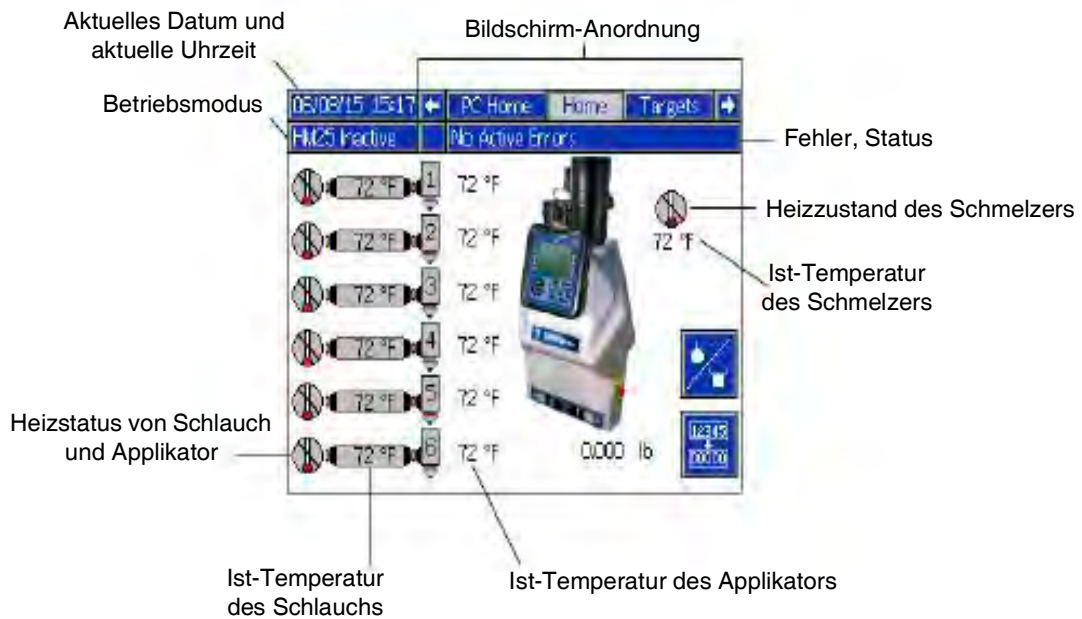 Aktuelles Datum und
aktuelle Uhrzeit
Bildschirm-Anordnung
Betriebsmodus
06/08/15 15:17 PC Home Home Targets
HM25 Inactive No Active Errors
Fehler, Status
72 °F 1 72 °F
72 °F 2 72 °F
72 °F 3 72 °F
72 °F 4 72 °F
72 °F 5 72 °F
72 °F 6 72 °F
Heizzustand des Schmelzers
72 °F
Ist-Temperatur
des Schmelzers
Heizstatus von Schlauch
und Applikator
0.000 lb
12345
00000
Ist-Temperatur
des Schlauchs
Ist-Temperatur des Applikators